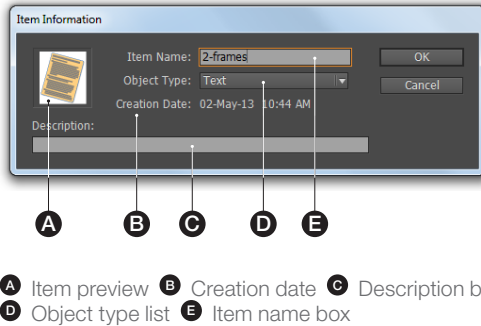 Item Information
Item Name: 2-frames OK
Object Type: Text Cancel
Creation Date: 02-May-13 10:44 AM
Description:
A B C D E
A Item preview B Creation date C Description b
D Object type list E Item name box